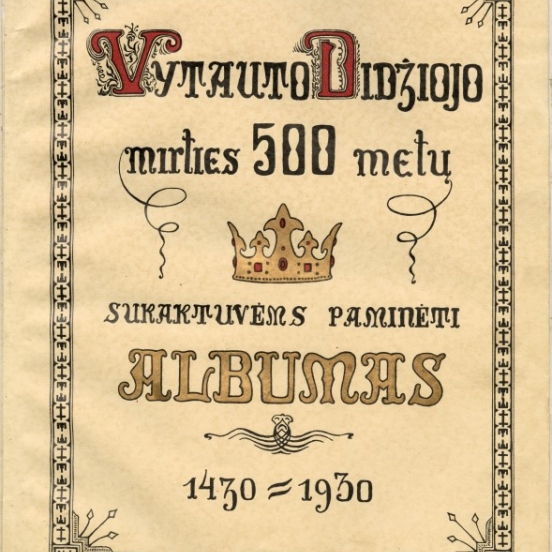 Vytauto Didžiojo
mirties 500 metų
sukaktuvėms paminėti
ALBUMAS
1430 = 1930